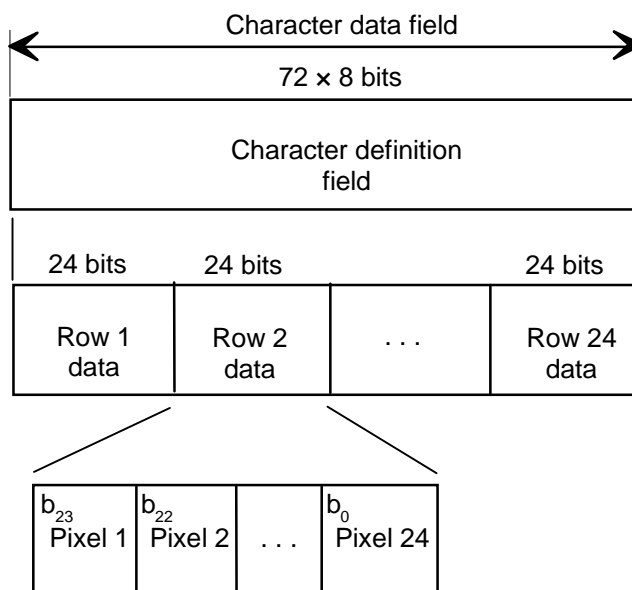 Character data field
72 × 8 bits
Character definition
field
24 bits 24 bits 24 bits
Row 1 Row 2 . . . Row 24
data data data
b23 b22 b0
Pixel 1 Pixel 2 . . . Pixel 24